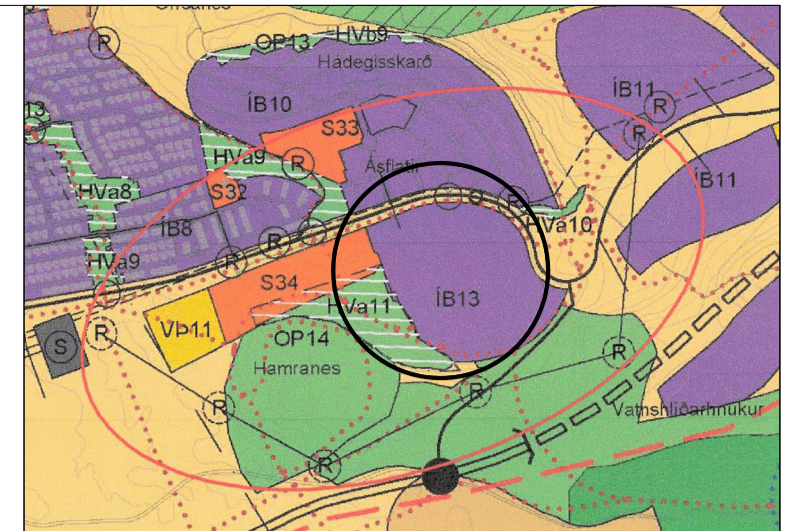 OP13
HVb9
Hádegisskarð
ÍB11
R
R
ÍB10
R
13
S33
R
HVa9
R
Ásflatir
ÍB11
HVa8
S32
R
ÍB8
HVa10
R
HVa9
R
S34
HVa11
ÍB13
VÞ11
R
OP14
S
R
Hamranes
R
R
Vatnshlíðarhnúkur
R